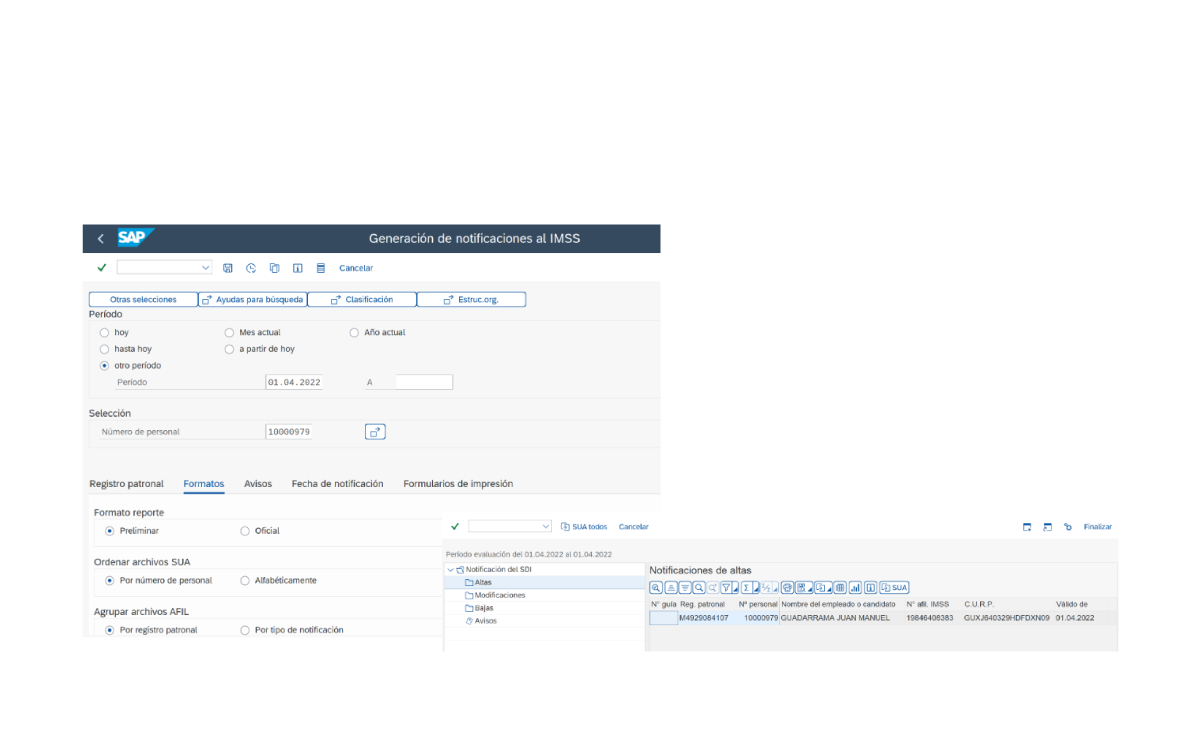 SAP Generación de notificaciones al IMSS
Cancelar
Otras selecciones Ayudas para búsqueda Clasificación Estruc.org.
Período
hoy Mes actual Año actual
hasta hoy a partir de hoy
otro período
Período 01.04.2022 A
Selección
Número de personal 10000979
Registro patronal Formatos Avisos Fecha de notificación Formularios de impresión
Formato reporte
Preliminar Oficial
Ordenar archivos SUA
Por número de personal Alfabéticamente
Agrupar archivos AFIL
Por registro patronal Por tipo de notificación
SUA todos Cancelar Finalizar
Período evaluación del 01.04.2022 al 01.04.2022
Notificación del SDI
Altas
Modificaciones
Bajas
Avisos
Notificaciones de altas
SUA
N° guía Reg. patronal N° personal Nombre del empleado o candidato N° afil. IMSS C.U.R.P. Válido de
M4929084107 10000979 GUADARRAMA JUAN MANUEL 19846408383 GUXJ640329HDFDXN09 01.04.2022